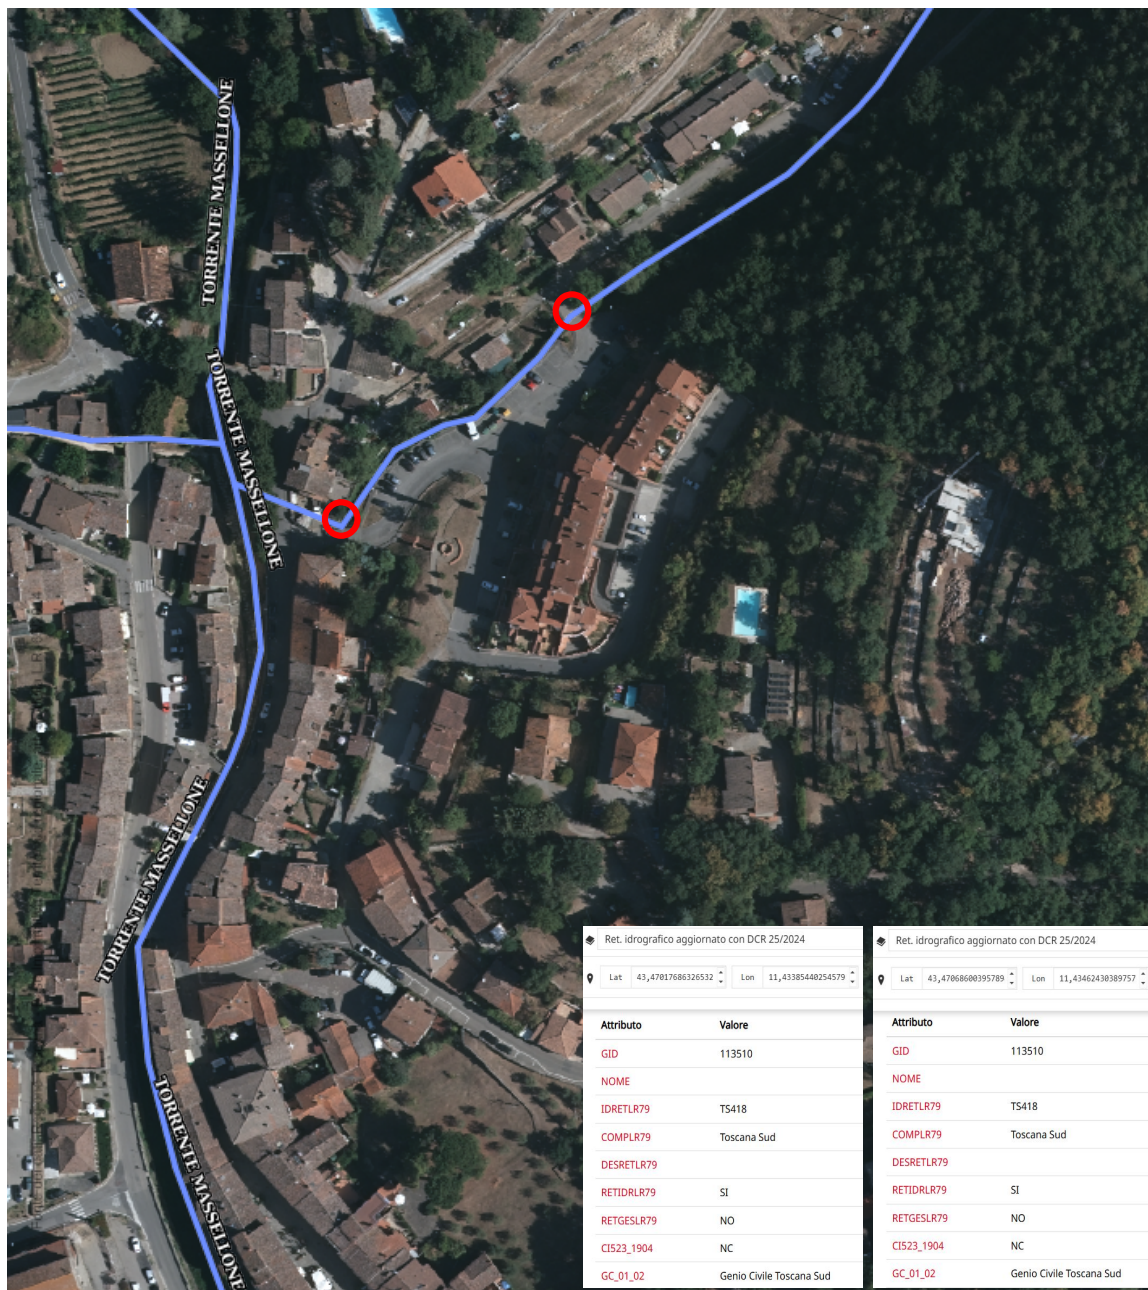 TORRENTE MASSELLONE
TORRENTE MASSELLONE
TORRENTE MASSELLONE
TORRENTE MASSELLONE
Ret. idrografico aggiornato con DCR 25/2024
Lat 43,47017686326532 Lon 11,43385440254579
Attributo Valore
GID 113510
NOME
IDRETLR79 TS418
COMPLR79 Toscana Sud
DESRETLR79
RETIDRLR79 SI
RETGESLR79 NO
CI523_1904 NC
GC_01_02 Genio Civile Toscana Sud
Ret. idrografico aggiornato con DCR 25/2024
Lat 43,47068600395789 Lon 11,43462430389757
Attributo Valore
GID 113510
NOME
IDRETLR79 TS418
COMPLR79 Toscana Sud
DESRETLR79
RETIDRLR79 SI
RETGESLR79 NO
CI523_1904 NC
GC_01_02 Genio Civile Toscana Sud